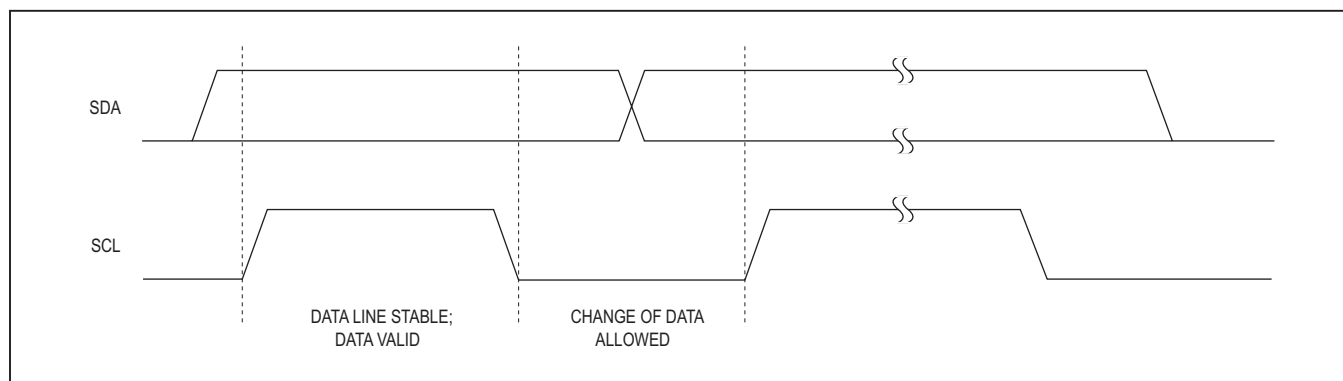 SDA
SCL
DATA LINE STABLE;
DATA VALID
CHANGE OF DATA
ALLOWED